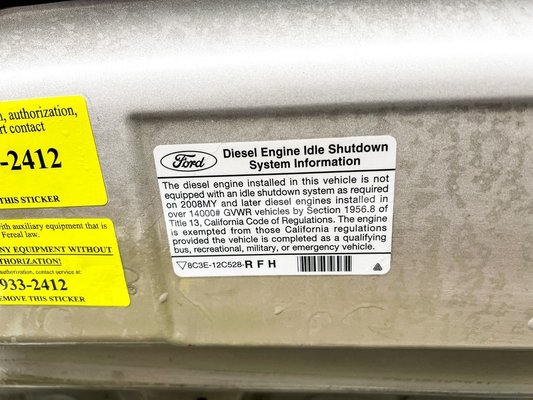 n, authorization,
rt contact
-2412
THIS STICKER
with auxiliary equipment that is
Fereal law.
NY EQUIPMENT WITHOUT
THORIZATION!
authorization, contact service at:
933-2412
EMOVE THIS STICKER
Ford
Diesel Engine Idle Shutdown
System Information
The diesel engine installed in this vehicle is not
equipped with an idle shutdown system as required
on 2008MY and later diesel engines installed in
over 14000# GVWR vehicles by Section 1956.8 of
Title 13, California Code of Regulations. The engine
is exempted from those California regulations
provided the vehicle is completed as a qualifying
bus, recreational, military, or emergency vehicle.
8C3E-12C528-R F H